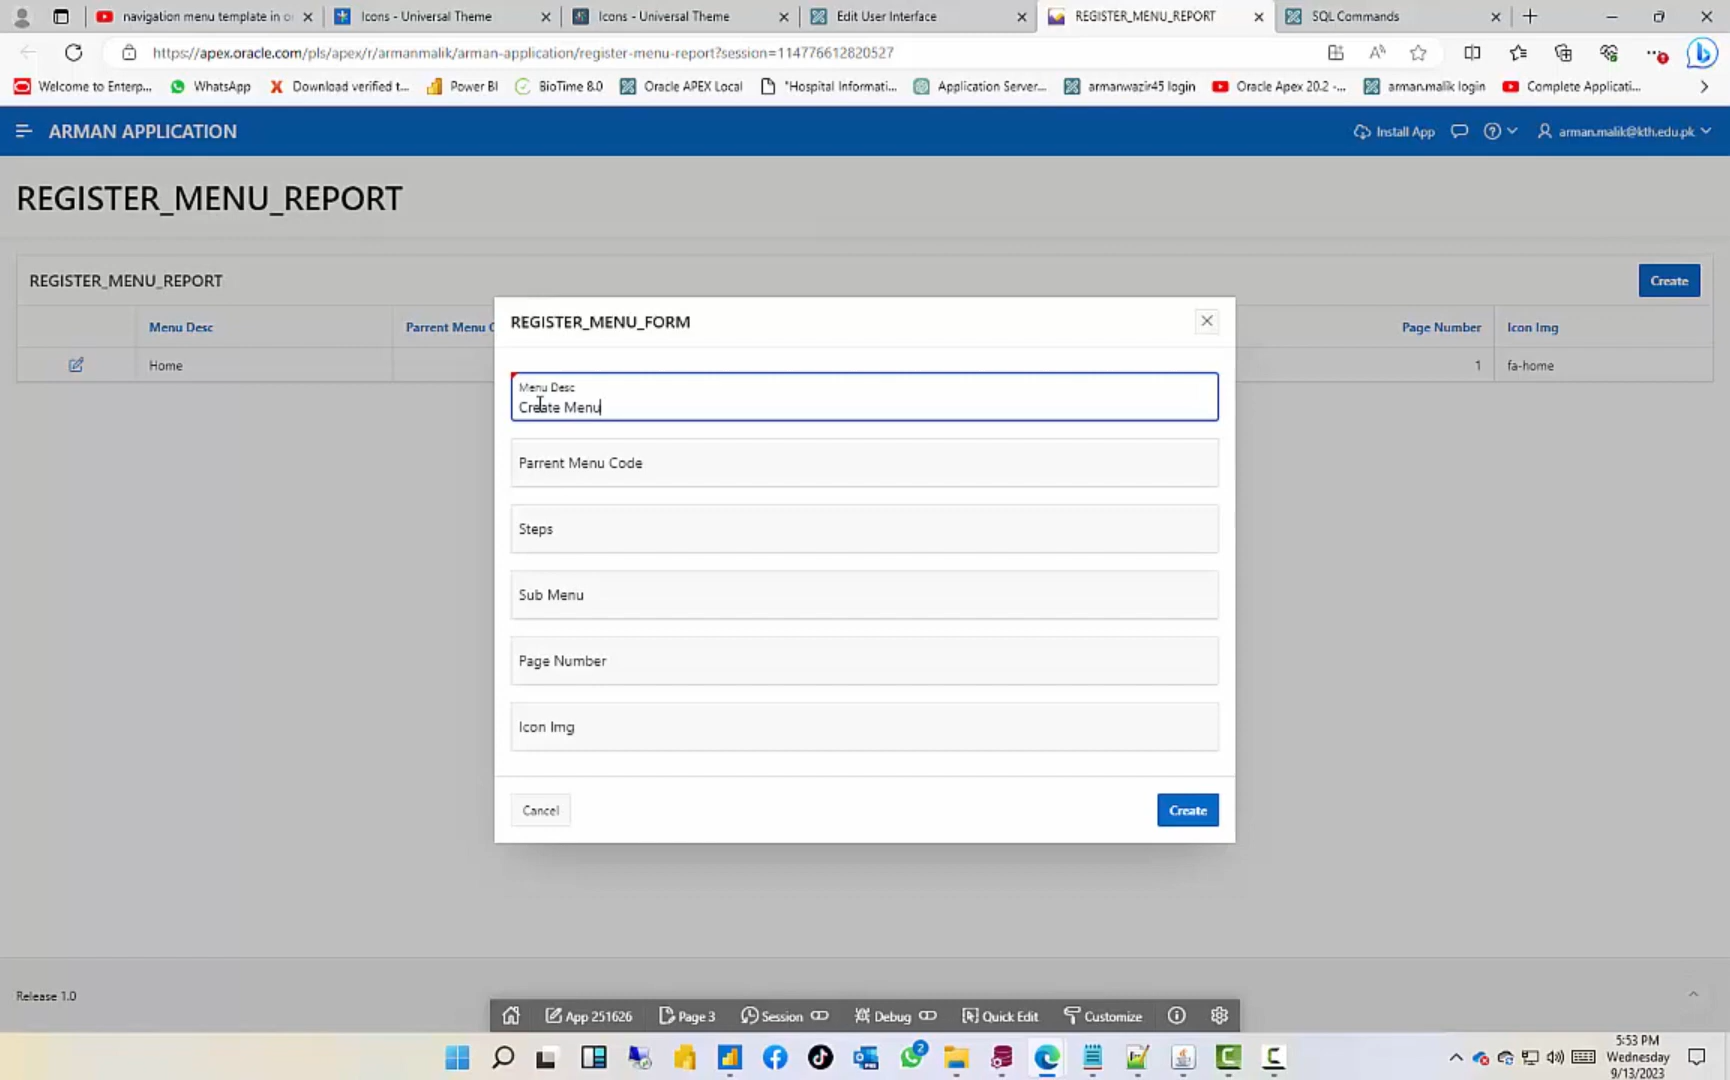 navigation menu template in o
Icons - Universal Theme
Icons - Universal Theme
Edit User Interface
REGISTER_MENU_REPORT
SQL Commands
https://apex.oracle.com/pls/apex/r/armanmalik/arman-application/register-menu-report?session=114776612820527
Welcome to Enterp...
WhatsApp
Download verified t...
Power BI
BioTime 8.0
Oracle APEX Local
"Hospital Informati...
Application Server...
armanwazir45 login
Oracle Apex 20.2 -...
arman.malik login
Complete Applicati...
ARMAN APPLICATION
Install App
arman.malik@kth.edu.pk
REGISTER_MENU_REPORT
REGISTER_MENU_REPORT
Create
Menu Desc
Parrent Menu C
Page Number
Icon Img
Home
1
fa-home
REGISTER_MENU_FORM
Menu Desc
Create Menu
Parrent Menu Code
Steps
Sub Menu
Page Number
Icon Img
Cancel
Create
Release 1.0
App 251626
Page 3
Session
Debug
Quick Edit
Customize
2
5:53 PM
Wednesday
9/13/2023